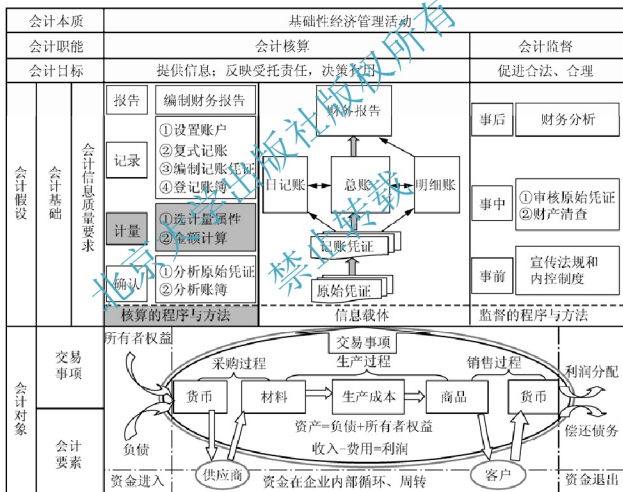 会计本质
基础性经济管理活动
会计职能
会计核算
会计监督
会计目标
提供信息：反映受托责任，决策有用
促进合法、合理
会计假设
会计基础
会计信息质量要求
报告
编制财务报告
记录
①设置账户
②复式记账
③编制记账凭证
④登记账簿
计量
①选计量属性
②金额计算
确认
①分析原始凭证
②分析账簿
核算的程序与方法
财务报告
日记账
总账
明细账
记账凭证
原始凭证
信息载体
事后
财务分析
事中
①审核原始凭证
②财产清查
事前
宣传法规和
内控制度
监督的程序与方法
会计对象
交易
事项
会计
要素
所有者权益
负债
资金进入
交易事项
采购过程
生产过程
销售过程
货币
材料
生产成本
商品
货币
资产=负债+所有者权益
收入-费用=利润
供应商
客户
资金在企业内部循环、周转
利润分配
偿还债务
资金退出
北京大学出版社版权所有
禁止转载